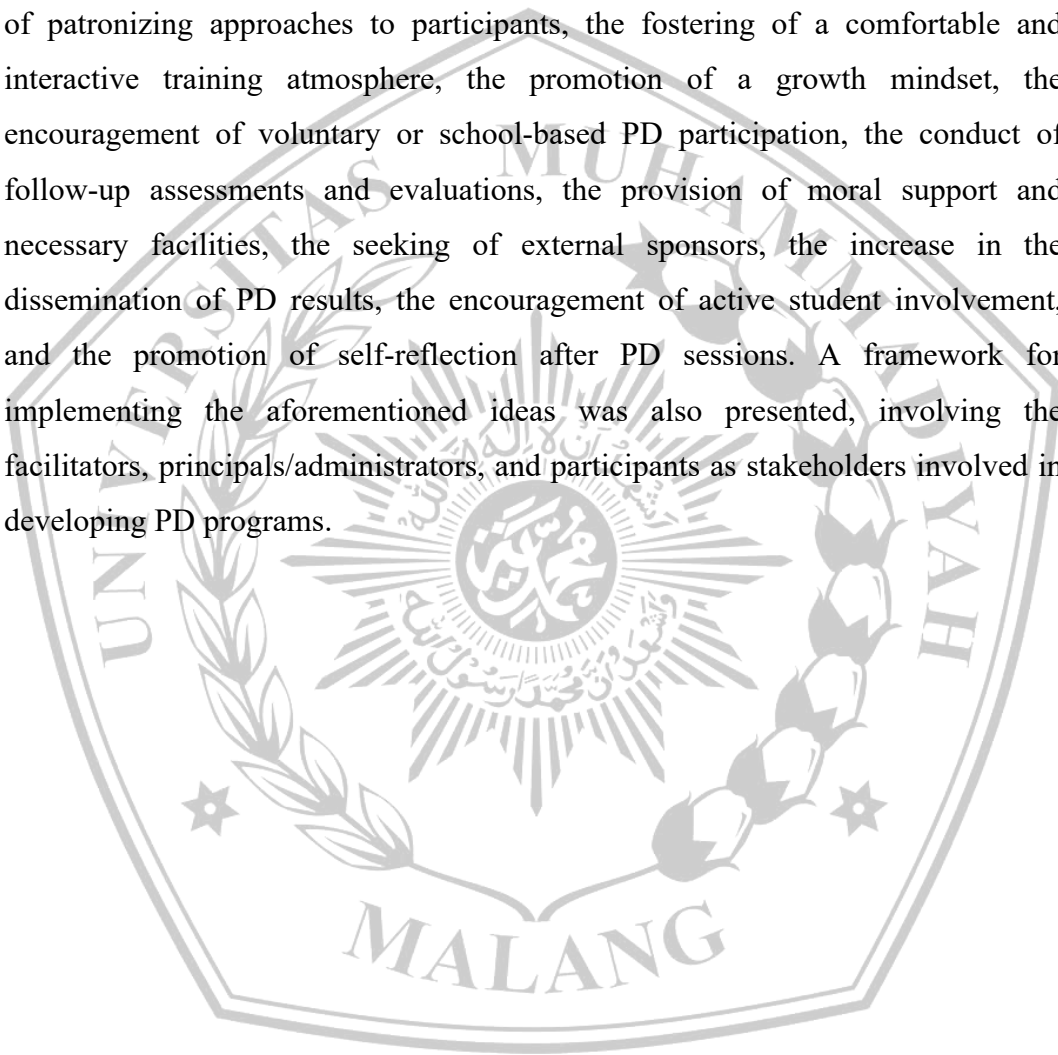 of patronizing approaches to participants, the fostering of a comfortable and
interactive training atmosphere, the promotion of a growth mindset, the
encouragement of voluntary or school-based PD participation, the conduct of
follow-up assessments and evaluations, the provision of moral support and
necessary facilities, the seeking of external sponsors, the increase in the
dissemination of PD results, the encouragement of active student involvement,
and the promotion of self-reflection after PD sessions. A framework for
implementing the aforementioned ideas was also presented, involving the
facilitators, principals/administrators, and participants as stakeholders involved in
developing PD programs.
UNIVERSITAS MUHAMMADIYAH
MALANG